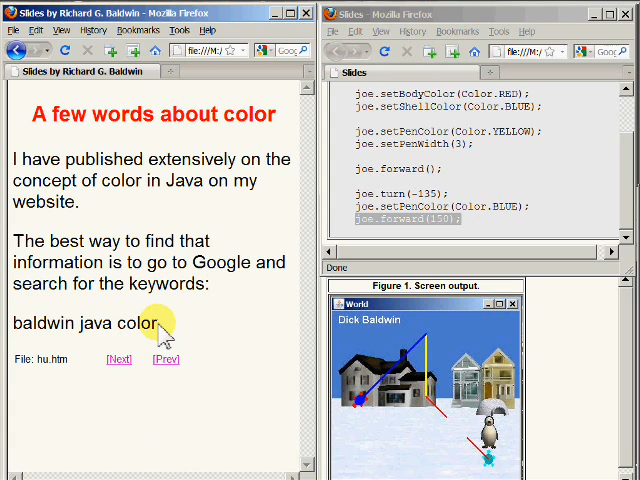 Slides by Richard G. Baldwin - Mozilla Firefox
File Edit View History Bookmarks Tools Help
file:///M:/
Goog
Slides by Richard G. Baldwin
A few words about color
I have published extensively on the
concept of color in Java on my
website.
The best way to find that
information is to go to Google and
search for the keywords:
baldwin java color
File: hu.htm [Next] [Prev]
Slides - Mozilla Firefox
File Edit View History Bookmarks Tools Help
file:///M:/
Goog
Slides
joe.setBodyColor(Color.RED);
joe.setShellColor(Color.BLUE);
joe.setPenColor(Color.YELLOW);
joe.setPenWidth(3);
joe.forward();
joe.turn(-135);
joe.setPenColor(Color.BLUE);
joe.forward(150);
Done
Figure 1. Screen output.
World
Dick Baldwin